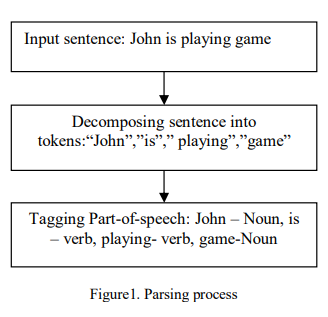 Input sentence: John is playing game
Decomposing sentence into
tokens:“John”,”is”,” playing”,”game”
Tagging Part-of-speech: John – Noun, is
– verb, playing- verb, game-Noun
Figure1. Parsing process